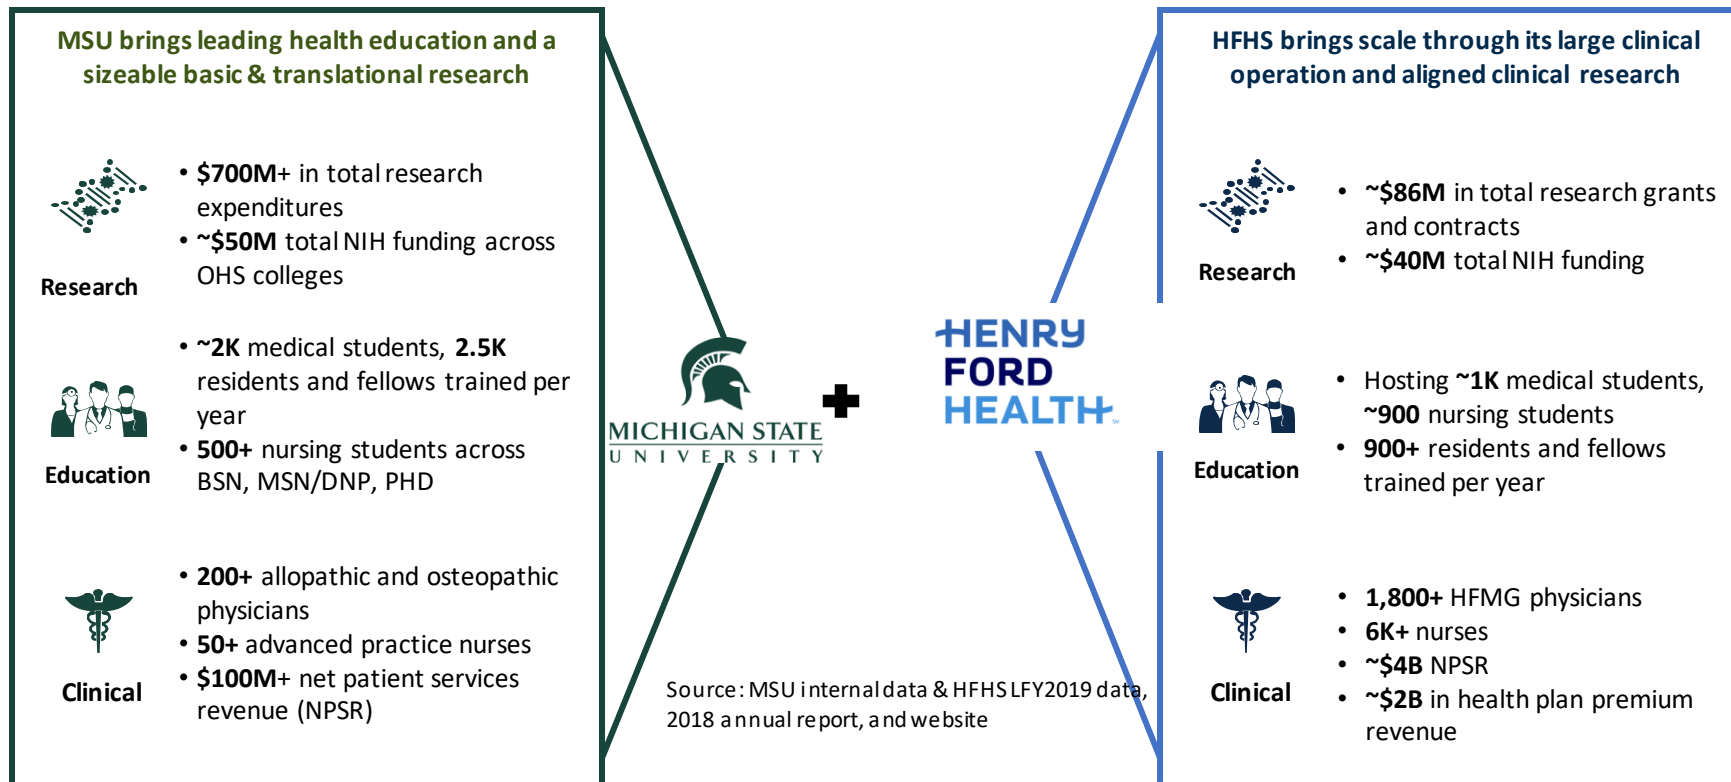 MSU brings leading health education and a
sizeable basic & translational research
• $700M+ in total research
expenditures
• ~$50M total NIH funding across
OHS colleges
Research
• ~2K medical students, 2.5K
residents and fellows trained per
year
• 500+ nursing students across
BSN, MSN/DNP, PHD
Education
• 200+ allopathic and osteopathic
physicians
• 50+ advanced practice nurses
• $100M+ net patient services
revenue (NPSR)
Clinical
MICHIGAN STATE
UNIVERSITY
HENRY
FORD
HEALTH
SM
Source: MSU internal data & HFHS LFY2019 data,
2018 annual report, and website
HFHS brings scale through its large clinical
operation and aligned clinical research
• ~$86M in total research grants
and contracts
• ~$40M total NIH funding
Research
• Hosting ~1K medical students,
~900 nursing students
• 900+ residents and fellows
trained per year
Education
• 1,800+ HFMG physicians
• 6K+ nurses
• ~$4B NPSR
• ~$2B in health plan premium
revenue
Clinical